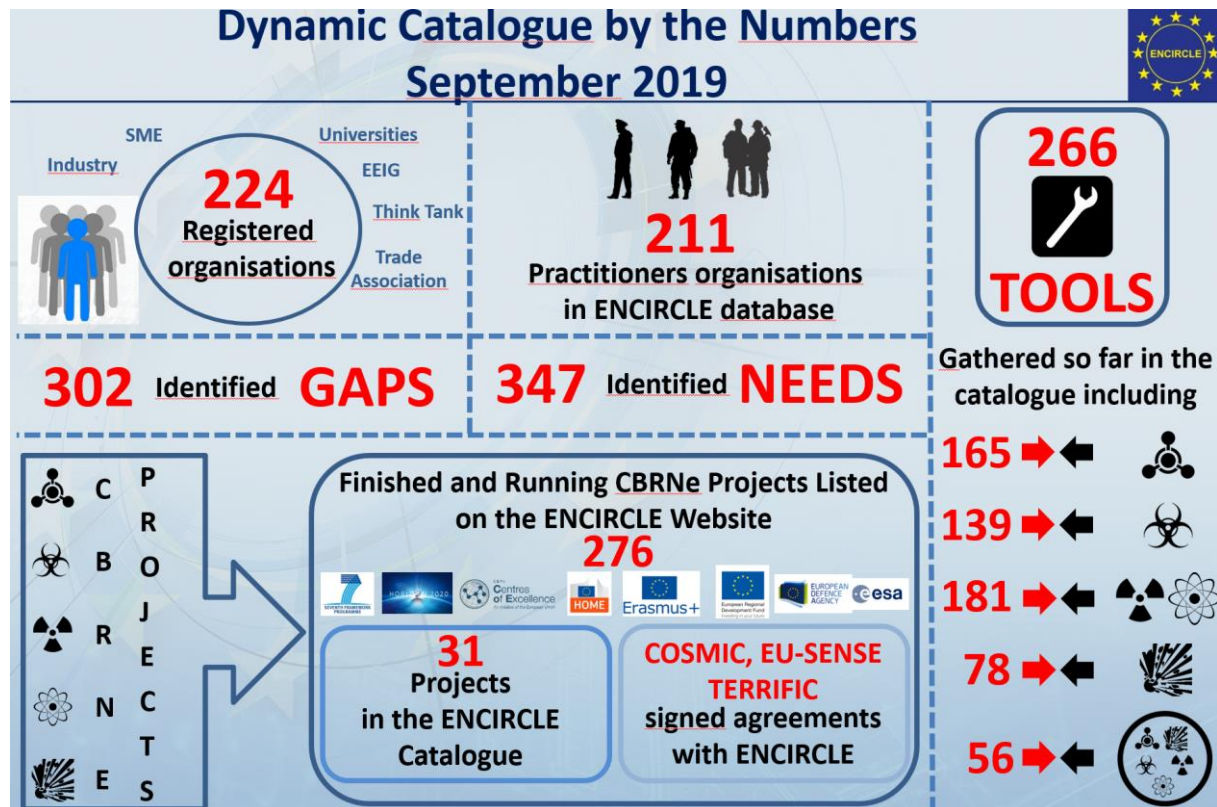 Dynamic Catalogue by the Numbers
September 2019
ENCIRCLE
SME
Universities
Industry
EEIG
Think Tank
Trade
Association
224
Registered
organisations
211
Practitioners organisations
in ENCIRCLE database
266
TOOLS
302 Identified GAPS
347 Identified NEEDS
Gathered so far in the
catalogue including
165
139
181
78
56
C
B
R
N
E
P
R
O
J
E
C
T
S
Finished and Running CBRNe Projects Listed
on the ENCIRCLE Website
276
7
SEVENTH FRAMEWORK
PROGRAMME
HORIZON 2020
Centres
of Excellence
HOME
Erasmus+
European Regional
Development Fund
EUROPEAN
DEFENCE
AGENCY
esa
31
Projects
in the ENCIRCLE
Catalogue
COSMIC, EU-SENSE
TERRIFIC
signed agreements
with ENCIRCLE